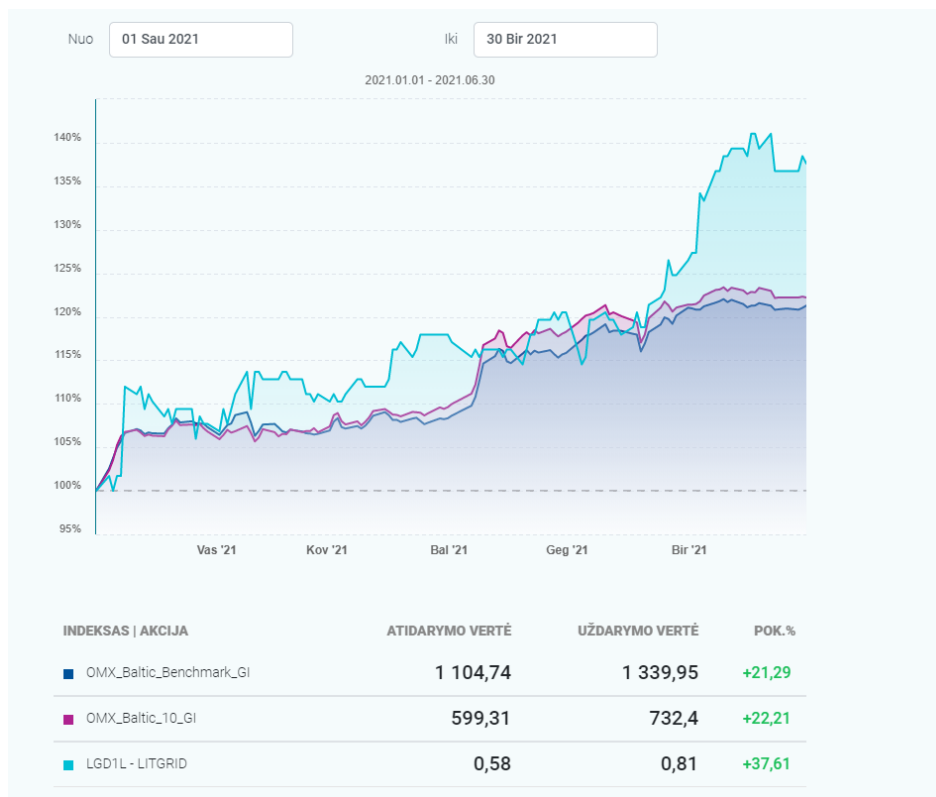 Nuo 01 Sau 2021 Iki 30 Bir 2021
2021.01.01 - 2021.06.30
140%
135%
130%
125%
120%
115%
110%
105%
100%
95%
Vas '21 Kov '21 Bal '21 Geg '21 Bir '21
INDEKSAS | AKCIJA ATIDARYMO VERTĖ UŽDARYMO VERTĖ POK.%
OMX_Baltic_Benchmark_GI 1 104,74 1 339,95 +21,29
OMX_Baltic_10_GI 599,31 732,4 +22,21
LGD1L - LITGRID 0,58 0,81 +37,61